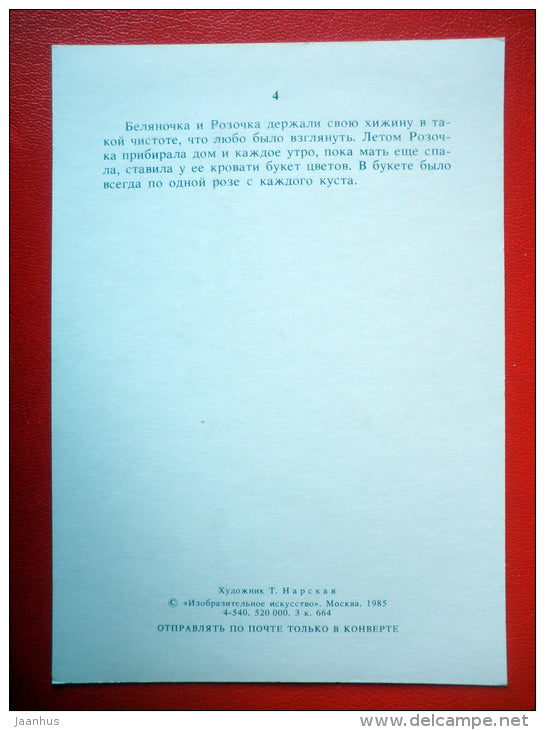 4
Беляночка и Розочка держали свою хижину в та-
кой чистоте, что любо было взглянуть. Летом Розоч-
ка прибирала дом и каждое утро, пока мать еще спа-
ла, ставила у ее кровати букет цветов. В букете было
всегда по одной розе с каждого куста.
Художник Т. Нарская
© «Изобразительное искусство». Москва. 1985
4-540. 520 000. 3 к. 664
ОТПРАВЛЯТЬ ПО ПОЧТЕ ТОЛЬКО В КОНВЕРТЕ
jaanhus
www.delcampe.net